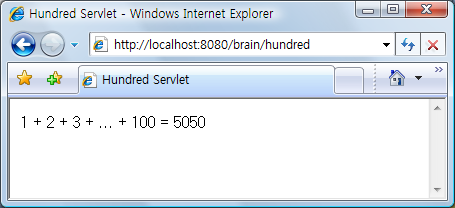 Hundred Servlet - Windows Internet Explorer
http://localhost:8080/brain/hundred
Hundred Servlet
1 + 2 + 3 + ... + 100 = 5050